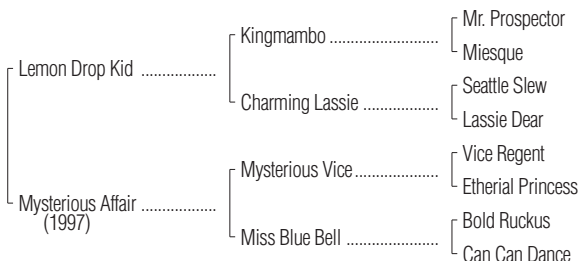 Mr. Prospector
Kingmambo ..........................
Miesque
Lemon Drop Kid ..................
Seattle Slew
Charming Lassie ..................
Lassie Dear
Vice Regent
Mysterious Vice....................
Etherial Princess
Mysterious Affair ..................
(1997)
Bold Ruckus
Miss Blue Bell ......................
Can Can Dance